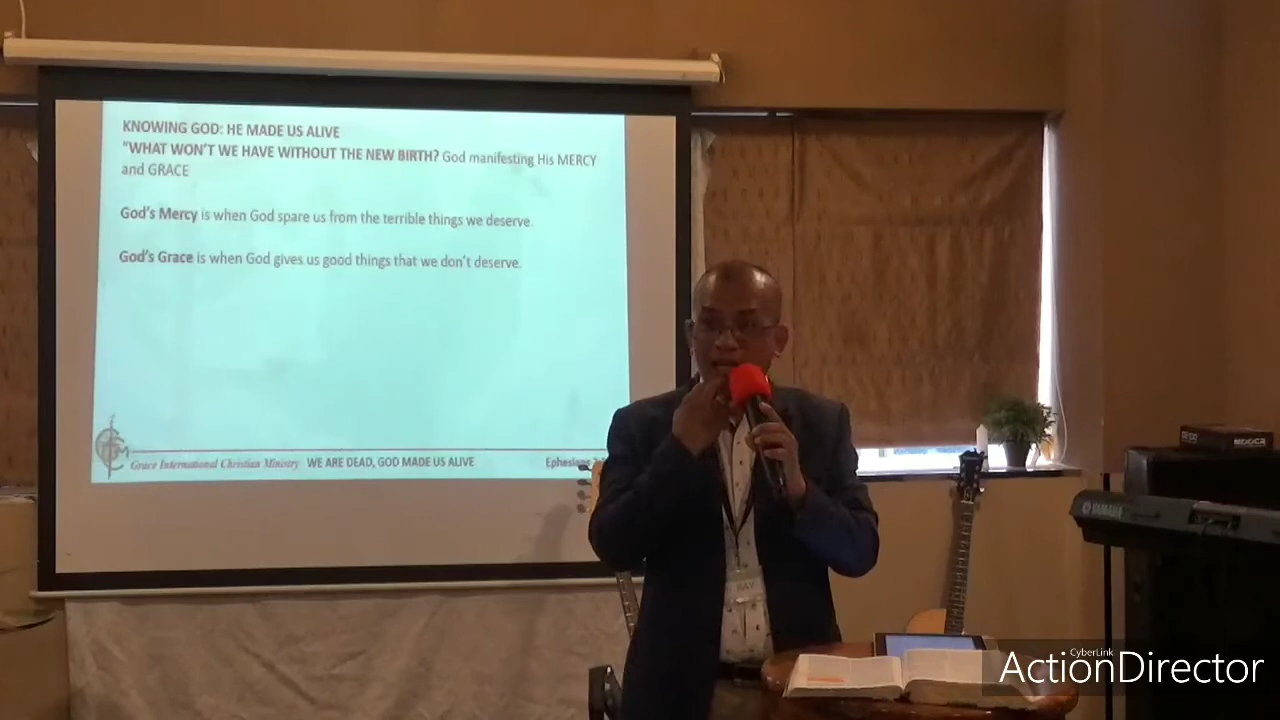 KNOWING GOD: HE MADE US ALIVE
“WHAT WON’T WE HAVE WITHOUT THE NEW BIRTH? God manifesting His MERCY
and GRACE
God’s Mercy is when God spare us from the terrible things we deserve.
God’s Grace is when God gives us good things that we don’t deserve.
Grace International Christian Ministry WE ARE DEAD, GOD MADE US ALIVE
Ephesians
RAY
YAMAHA
MOOER
CyberLink
ActionDirector